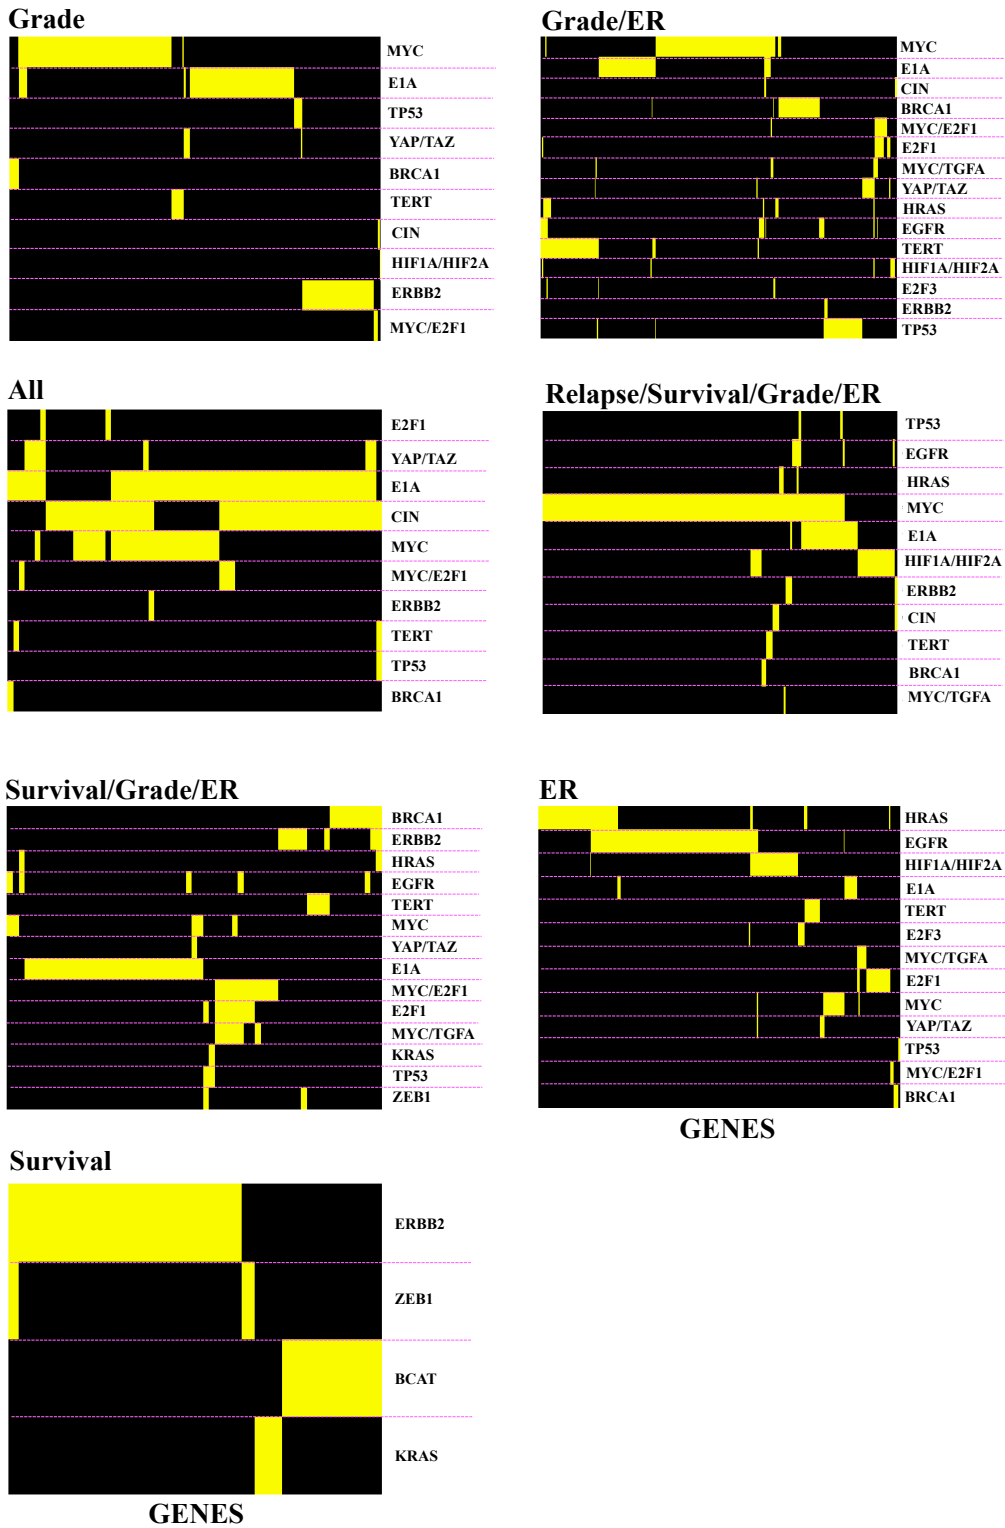 Grade
MYC
E1A
TP53
YAP/TAZ
BRCA1
TERT
CIN
HIF1A/HIF2A
ERBB2
MYC/E2F1
Grade/ER
MYC
E1A
CIN
BRCA1
MYC/E2F1
E2F1
MYC/TGFA
YAP/TAZ
HRAS
EGFR
TERT
HIF1A/HIF2A
E2F3
ERBB2
TP53
All
E2F1
YAP/TAZ
E1A
CIN
MYC
MYC/E2F1
ERBB2
TERT
TP53
BRCA1
Relapse/Survival/Grade/ER
TP53
EGFR
HRAS
MYC
E1A
HIF1A/HIF2A
ERBB2
CIN
TERT
BRCA1
MYC/TGFA
Survival/Grade/ER
BRCA1
ERBB2
HRAS
EGFR
TERT
MYC
YAP/TAZ
E1A
MYC/E2F1
E2F1
MYC/TGFA
KRAS
TP53
ZEB1
ER
HRAS
EGFR
HIF1A/HIF2A
E1A
TERT
E2F3
MYC/TGFA
E2F1
MYC
YAP/TAZ
TP53
MYC/E2F1
BRCA1
GENES
Survival
ERBB2
ZEB1
BCAT
KRAS
GENES